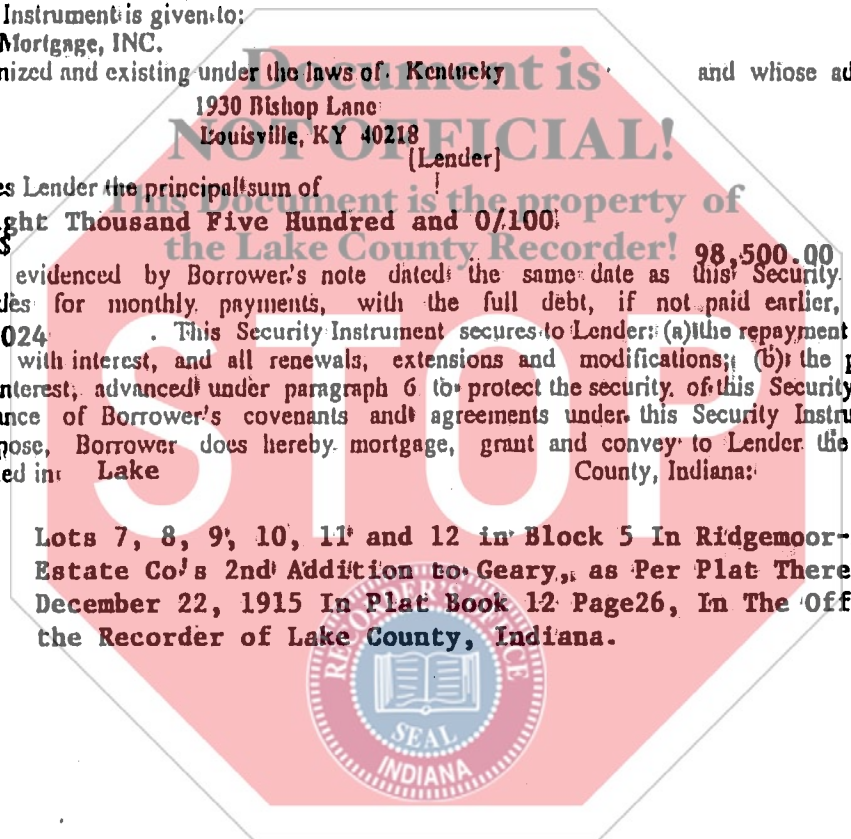 Instrument is given to:
Mortgage, INC.
nized and existing under the laws of Kentucky and whose ad
1930 Bishop Lane
Louisville, KY 40218
[Lender]
es Lender the principal sum of
ght Thousand Five Hundred and 0/100
$ 98,500.00
evidenced by Borrower's note dated the same date as this Security
des for monthly payments, with the full debt, if not paid earlier,
024 . This Security Instrument secures to Lender: (a) the repayment
with interest, and all renewals, extensions and modifications; (b) the p
nterest, advanced under paragraph 6 to protect the security of this Security
ance of Borrower's covenants and agreements under this Security Instru
pose, Borrower does hereby mortgage, grant and convey to Lender the
ed in: Lake County, Indiana:
Lots 7, 8, 9, 10, 11 and 12 in Block 5 In Ridgemoor-
Estate Co's 2nd Addition to Geary, as Per Plat There
December 22, 1915 In Plat Book 12 Page26, In The Off
the Recorder of Lake County, Indiana.
Document is
NOT OFFICIAL!
This Document is the property of
the Lake County Recorder!
STOP
RECORDER'S OFFICE
SEAL
INDIANA